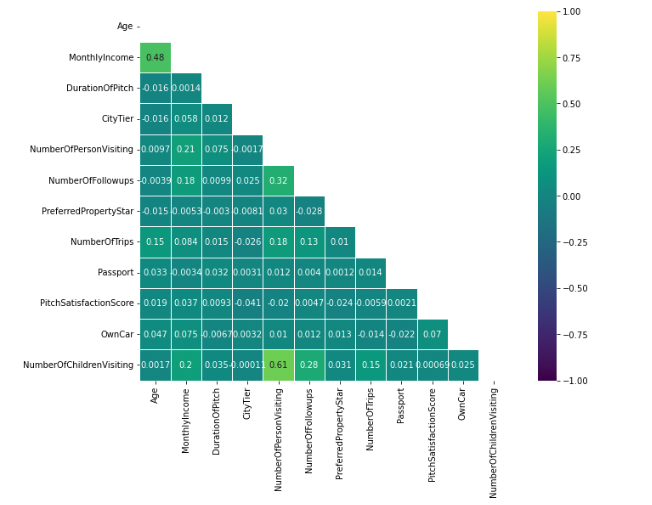 Age
MonthlyIncome 0.48
DurationOfPitch -0.016 0.0014
CityTier -0.016 0.058 0.012
NumberOfPersonVisiting 0.0097 0.21 0.075 -0.0017
NumberOfFollowups -0.0039 0.18 0.0099 0.025 0.32
PreferredPropertyStar -0.015 -0.0053 -0.003 -0.0081 0.03 -0.028
NumberOfTrips 0.15 0.084 0.015 -0.026 0.18 0.13 0.01
Passport 0.033 -0.0034 0.032 0.0031 0.012 0.004 0.0012 0.014
PitchSatisfactionScore 0.019 0.037 0.0093 -0.041 -0.02 0.0047 -0.024 -0.0059 0.0021
OwnCar 0.047 0.075 -0.0067 0.0032 0.01 0.012 0.013 -0.014 -0.022 0.07
NumberOfChildrenVisiting 0.0017 0.2 0.035 -0.00011 0.61 0.28 0.031 0.15 0.021 0.00069 0.025
Age
MonthlyIncome
DurationOfPitch
CityTier
NumberOfPersonVisiting
NumberOfFollowups
PreferredPropertyStar
NumberOfTrips
Passport
PitchSatisfactionScore
OwnCar
NumberOfChildrenVisiting
1.00
0.75
0.50
0.25
0.00
−0.25
−0.50
−0.75
−1.00